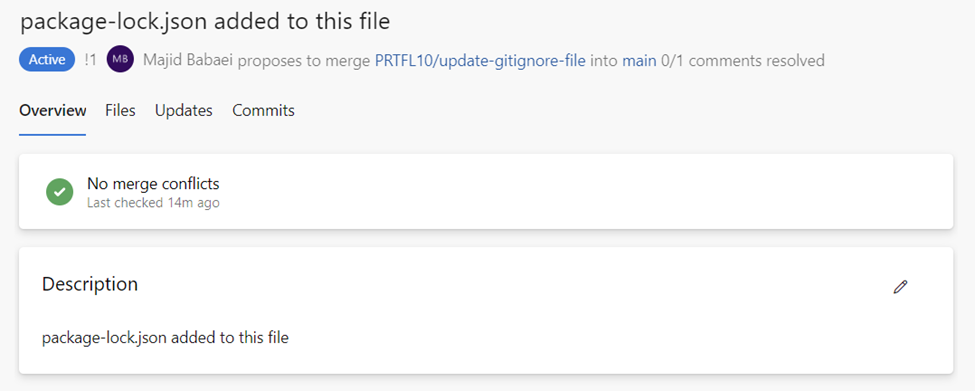 package-lock.json added to this file
Active !1 MB Majid Babaei proposes to merge PRTFL10/update-gitignore-file into main 0/1 comments resolved
Overview Files Updates Commits
No merge conflicts
Last checked 14m ago
Description
package-lock.json added to this file